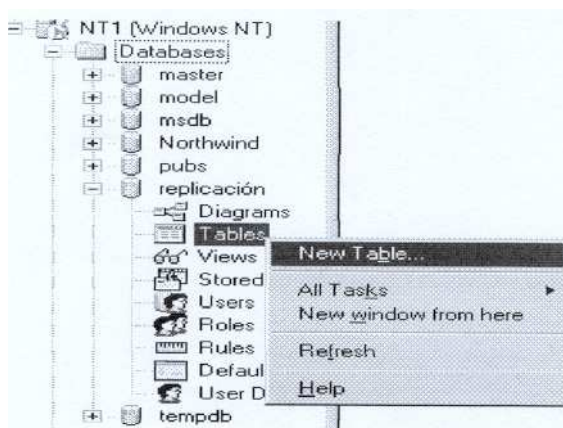 NT1 (Windows NT)
Databases
master
model
msdb
Northwind
pubs
replicación
Diagrams
Tables
New Table...
Views
Stored
All Tasks
Users
New window from here
Roles
Rules
Refresh
Defaul
User D
Help
tempdb